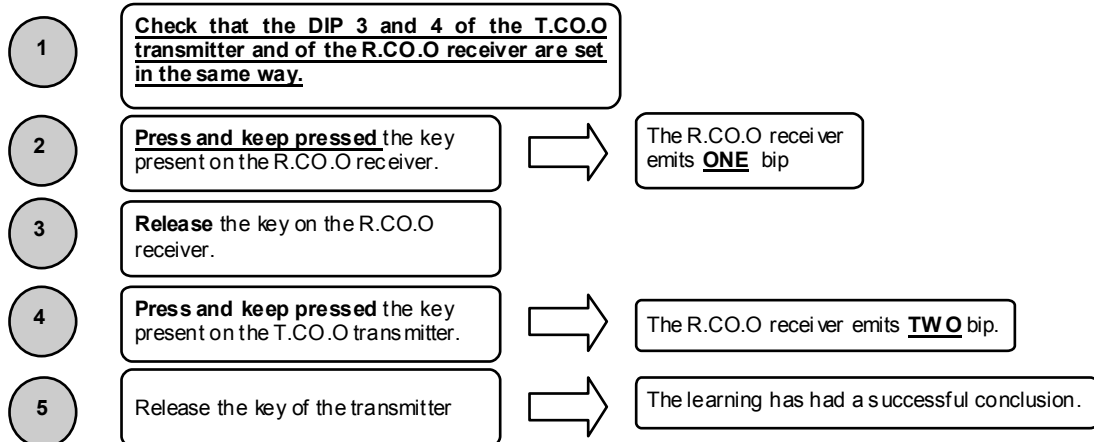 1
Check that the DIP 3 and 4 of the T.CO.O
transmitter and of the R.CO.O receiver are set
in the same way.
2
Press and keep pressed the key
present on the R.CO.O receiver.
The R.CO.O receiver
emits ONE bip
3
Release the key on the R.CO.O
receiver.
4
Press and keep pressed the key
present on the T.CO.O transmitter.
The R.CO.O receiver emits TWO bip.
5
Release the key of the transmitter
The learning has had a successful conclusion.